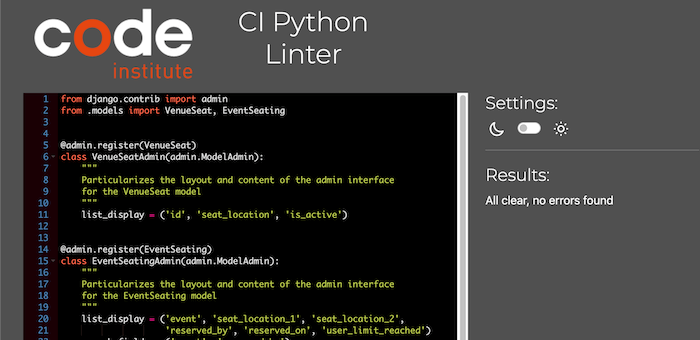 code
institute
CI Python
Linter
1 from django.contrib import admin
2 from .models import VenueSeat, EventSeating
3
4
5 @admin.register(VenueSeat)
6 class VenueSeatAdmin(admin.ModelAdmin):
7 """
8 Particularizes the layout and content of the admin interface
9 for the VenueSeat model
10 """
11 list_display = ('id', 'seat_location', 'is_active')
12
13
14 @admin.register(EventSeating)
15 class EventSeatingAdmin(admin.ModelAdmin):
16 """
17 Particularizes the layout and content of the admin interface
18 for the EventSeating model
19 """
20 list_display = ('event', 'seat_location_1', 'seat_location_2',
21 'reserved_by', 'reserved_on', 'user_limit_reached')
Settings:
Results:
All clear, no errors found